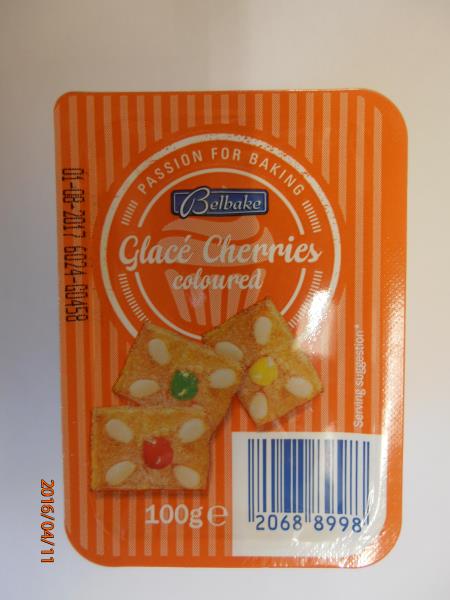 PASSION FOR BAKING
Belbake
Glacé Cherries
coloured
01-08-2017 6024-G0458
Serving suggestion*
100g e
2068 8998
2016/04/11